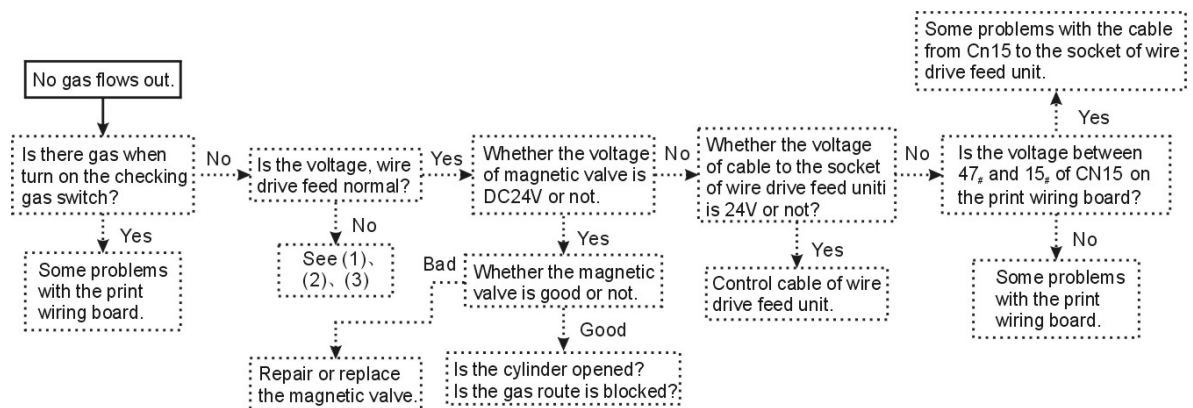 No gas flows out.
Is there gas when
turn on the checking
gas switch?
No
Yes
Some problems
with the print
wiring board.
Is the voltage, wire
drive feed normal?
Yes
No
See (1)、
(2)、(3)
Whether the voltage
of magnetic valve is
DC24V or not.
No
Yes
Whether the magnetic
valve is good or not.
Bad
Repair or replace
the magnetic valve.
Good
Is the cylinder opened?
Is the gas route is blocked?
Whether the voltage
of cable to the socket
of wire drive feed uniti
is 24V or not?
No
Yes
Control cable of wire
drive feed unit.
Is the voltage between
47# and 15# of CN15 on
the print wiring board?
Yes
Some problems with the cable
from Cn15 to the socket of wire
drive feed unit.
No
Some problems
with the print
wiring board.